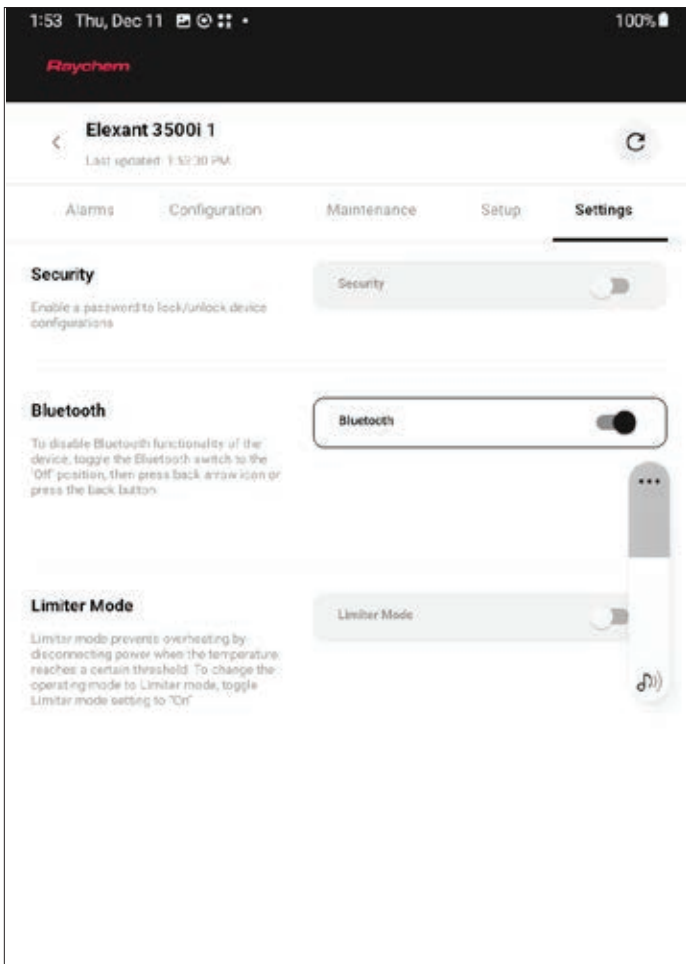 1:53 Thu, Dec 11 100%
Raychem
Elexant 3500i 1
Last updated: 1:53:30 PM
Alarms Configuration Maintenance Setup Settings
Security
Enable a password to lock/unlock device
configurations
Security
Bluetooth
To disable Bluetooth functionality of the
device, toggle the Bluetooth switch to the
'Off' position, then press back arrow icon or
press the back button
Bluetooth
Limiter Mode
Limiter mode prevents overheating by
disconnecting power when the temperature
reaches a certain threshold. To change the
operating mode to Limiter mode, toggle
Limiter mode setting to "On"
Limiter Mode